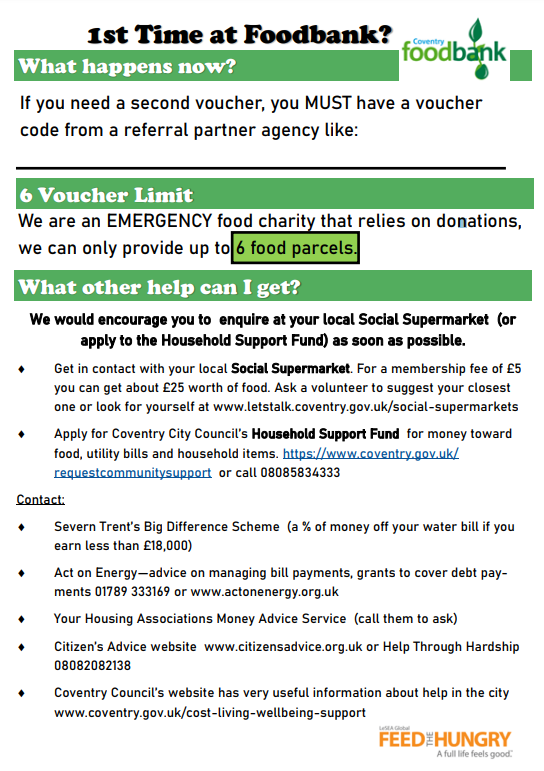 1st Time at Foodbank?
Coventry
foodbank
What happens now?
If you need a second voucher, you MUST have a voucher
code from a referral partner agency like:
6 Voucher Limit
We are an EMERGENCY food charity that relies on donations,
we can only provide up to 6 food parcels.
What other help can I get?
We would encourage you to  enquire at your local Social Supermarket  (or
apply to the Household Support Fund) as soon as possible.
♦ Get in contact with your local Social Supermarket. For a membership fee of £5
you can get about £25 worth of food. Ask a volunteer to suggest your closest
one or look for yourself at www.letstalk.coventry.gov.uk/social-supermarkets
♦ Apply for Coventry City Council's Household Support Fund  for money toward
food, utility bills and household items. https://www.coventry.gov.uk/
requestcommunitysupport  or call 08085834333
Contact:
♦ Severn Trent's Big Difference Scheme  (a % of money off your water bill if you
earn less than £18,000)
♦ Act on Energy—advice on managing bill payments, grants to cover debt pay-
ments 01789 333169 or www.actonenergy.org.uk
♦ Your Housing Associations Money Advice Service  (call them to ask)
♦ Citizen's Advice website  www.citizensadvice.org.uk or Help Through Hardship
08082082138
♦ Coventry Council's website has very useful information about help in the city
www.coventry.gov.uk/cost-living-wellbeing-support
LeSEA Global
FEED THE HUNGRY
A full life feels good.